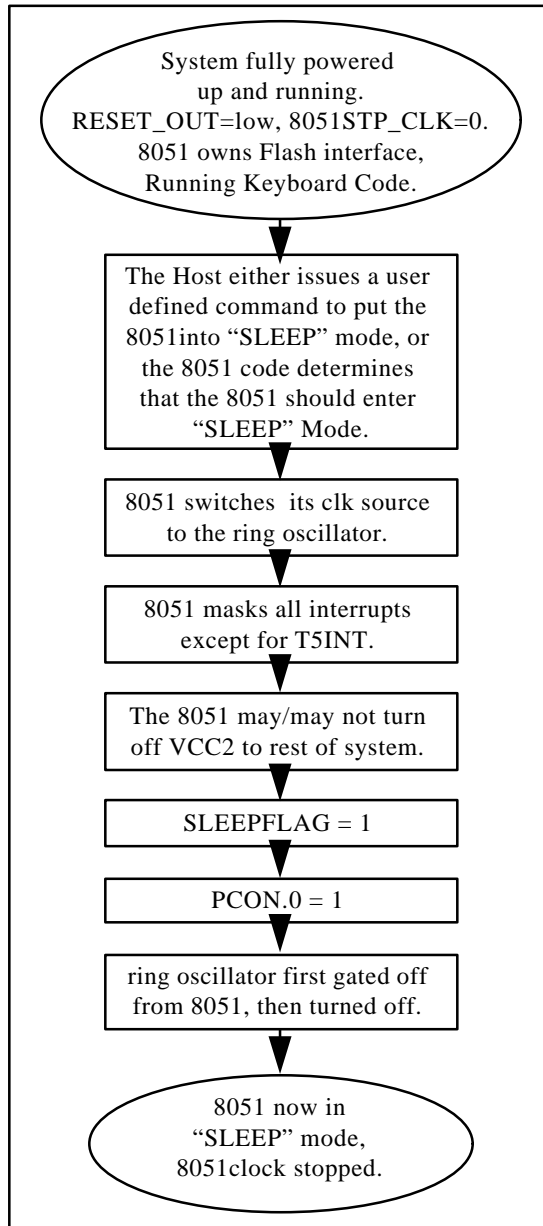 System fully powered
up and running.
RESET_OUT=low, 8051STP_CLK=0.
8051 owns Flash interface,
Running Keyboard Code.
The Host either issues a user
defined command to put the
8051into “SLEEP” mode, or
the 8051 code determines
that the 8051 should enter
“SLEEP” Mode.
8051 switches its clk source
to the ring oscillator.
8051 masks all interrupts
except for T5INT.
The 8051 may/may not turn
off VCC2 to rest of system.
SLEEPFLAG = 1
PCON.0 = 1
ring oscillator first gated off
from 8051, then turned off.
8051 now in
“SLEEP” mode,
8051clock stopped.